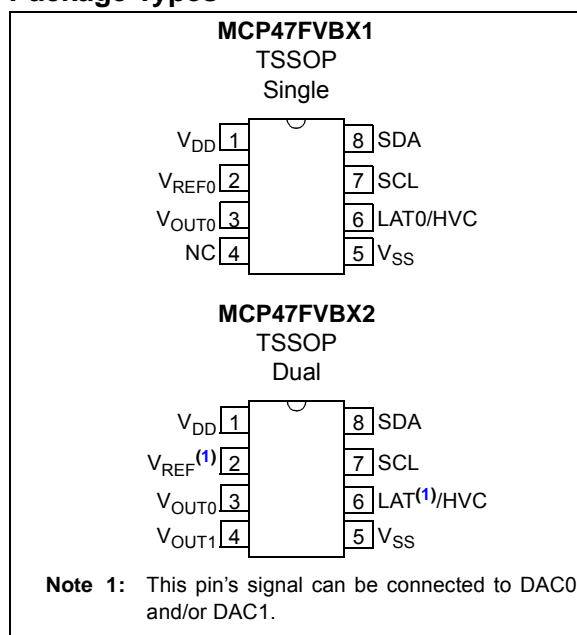 Package Types
MCP47FVBX1
TSSOP
Single
VDD 1 8 SDA
VREF0 2 7 SCL
VOUT0 3 6 LAT0/HVC
NC 4 5 VSS
MCP47FVBX2
TSSOP
Dual
VDD 1 8 SDA
VREF(1) 2 7 SCL
VOUT0 3 6 LAT(1)/HVC
VOUT1 4 5 VSS
Note 1: This pin's signal can be connected to DAC0
and/or DAC1.